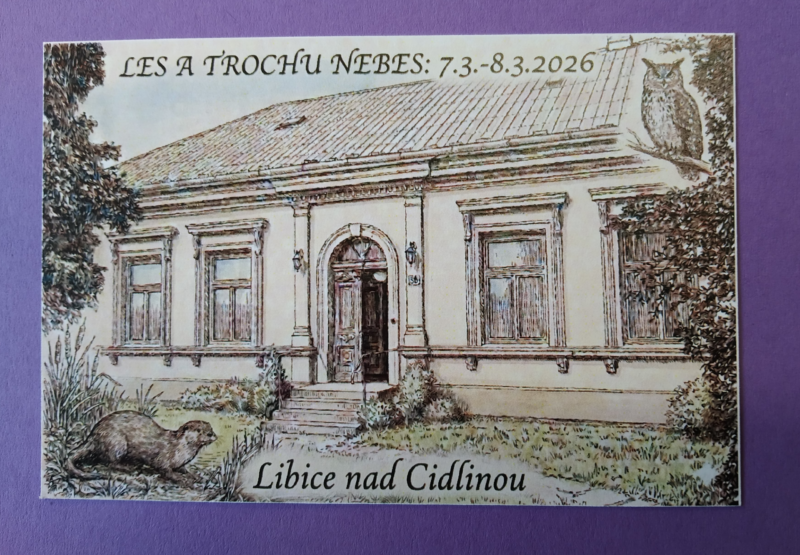 LES A TROCHU NEBES: 7.3.-8.3.2026
Libice nad Cidlinou